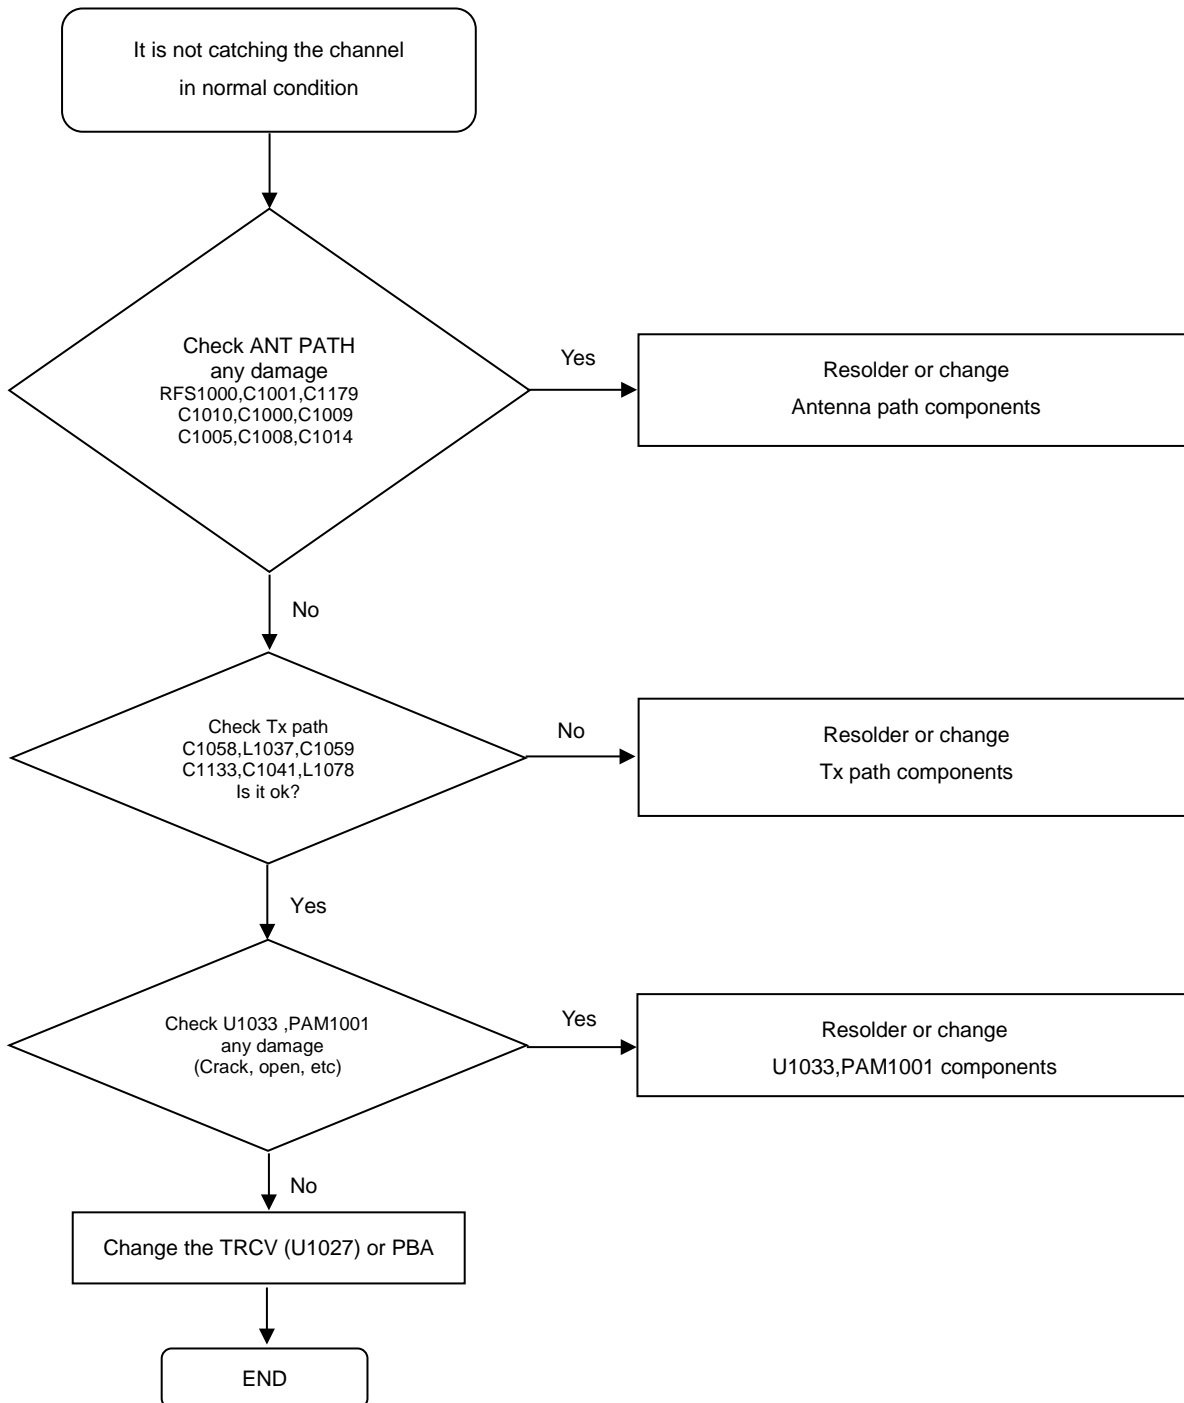 It is not catching the channel
in normal condition
Check ANT PATH
any damage
RFS1000,C1001,C1179
C1010,C1000,C1009
C1005,C1008,C1014
Yes
Resolder or change
Antenna path components
No
Check Tx path
C1058,L1037,C1059
C1133,C1041,L1078
Is it ok?
No
Resolder or change
Tx path components
Yes
Check U1033 ,PAM1001
any damage
(Crack, open, etc)
Yes
Resolder or change
U1033,PAM1001 components
No
Change the TRCV (U1027) or PBA
END